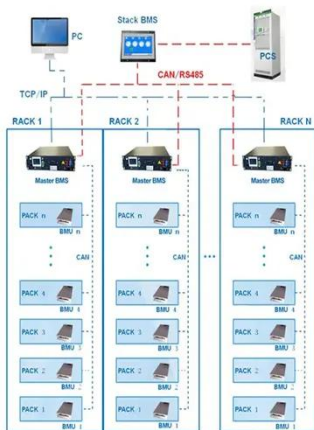 PC
Stack BMS
PCS
CAN/RS485
TCP/IP
RACK 1
RACK 2
RACK N
Master BMS
Master BMS
Master BMS
PACK n
BMU n
PACK n
BMU n
PACK n
BMU n
CAN
CAN
CAN
PACK 4
BMU 4
PACK 4
BMU 4
PACK 4
BMU 4
PACK 3
BMU 3
PACK 3
BMU 3
PACK 3
BMU 3
PACK 2
BMU 2
PACK 2
BMU 2
PACK 2
BMU 2
PACK 1
BMU 1
PACK 1
BMU 1
PACK 1
BMU 1